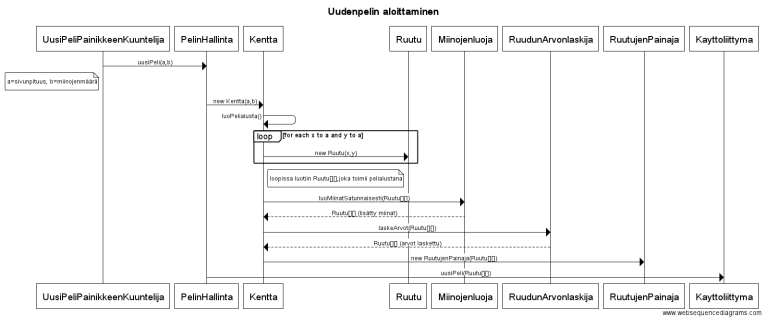 Uudenpelin aloittaminen
UusiPeliPainikkeenKuuntelija
PelinHallinta
Kentta
Ruutu
Miinojenluoja
RuudunArvonlaskija
RuutujenPainaja
Kayttoliittyma
uusiPeli(a,b)
a=sivunpituus, b=miinojenmäärä
new Kentta(a,b)
luoPelialusta()
loop [for each x to a and y to a]
new Ruutu(x,y)
loopissa luotiin Ruutu[][],joka toimii pelialustana
luoMiinatSatunnaisesti(Ruutu[][])
Ruutu[][] (lisätty miinat)
laskeArvot(Ruutu[][])
Ruutu[][] (arvot laskettu)
new RuutujenPainaja(Ruutu[][])
uusiPeli(Ruutu[][])
UusiPeliPainikkeenKuuntelija
PelinHallinta
Kentta
Ruutu
Miinojenluoja
RuudunArvonlaskija
RuutujenPainaja
Kayttoliittyma
www.websequencediagrams.com